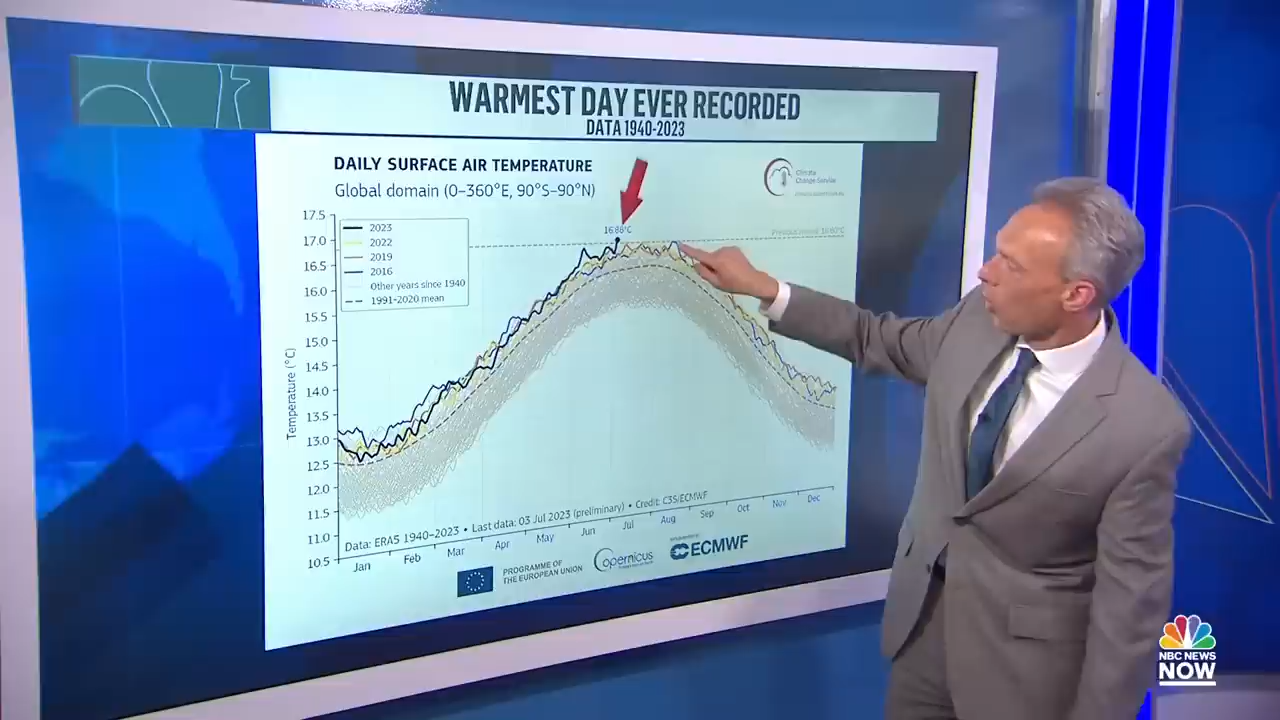 WARMEST DAY EVER RECORDED
DATA 1940-2023
DAILY SURFACE AIR TEMPERATURE
Global domain (0–360°E, 90°S–90°N)
Climate
Change Service
17.5
17.0
16.5
16.0
15.5
15.0
14.5
14.0
13.5
13.0
12.5
12.0
11.5
11.0
10.5
Temperature (°C)
2023
2022
2019
2016
Other years since 1940
1991-2020 mean
16.88°C
Previous record: 16.80°C
Data: ERA5 1940–2023 • Last data: 03 Jul 2023 (preliminary) • Credit: C3S/ECMWF
Jan
Feb
Mar
Apr
May
Jun
Jul
Aug
Sep
Oct
Nov
Dec
PROGRAMME OF
THE EUROPEAN UNION
Copernicus
ECMWF
NBC NEWS
NOW